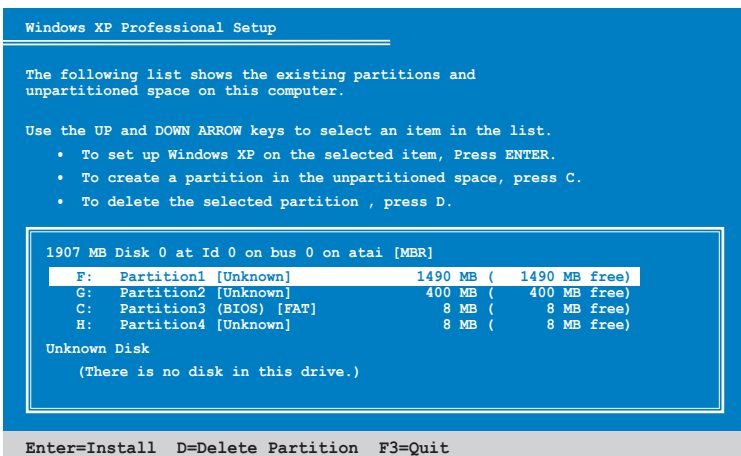 Windows XP Professional Setup
The following list shows the existing partitions and
unpartitioned space on this computer.
Use the UP and DOWN ARROW keys to select an item in the list.
• To set up Windows XP on the selected item, Press ENTER.
• To create a partition in the unpartitioned space, press C.
• To delete the selected partition , press D.
1907 MB Disk 0 at Id 0 on bus 0 on atai [MBR]
F: Partition1 [Unknown] 1490 MB ( 1490 MB free)
G: Partition2 [Unknown] 400 MB ( 400 MB free)
C: Partition3 (BIOS) [FAT] 8 MB ( 8 MB free)
H: Partition4 [Unknown] 8 MB ( 8 MB free)
Unknown Disk
(There is no disk in this drive.)
Enter=Install D=Delete Partition F3=Quit